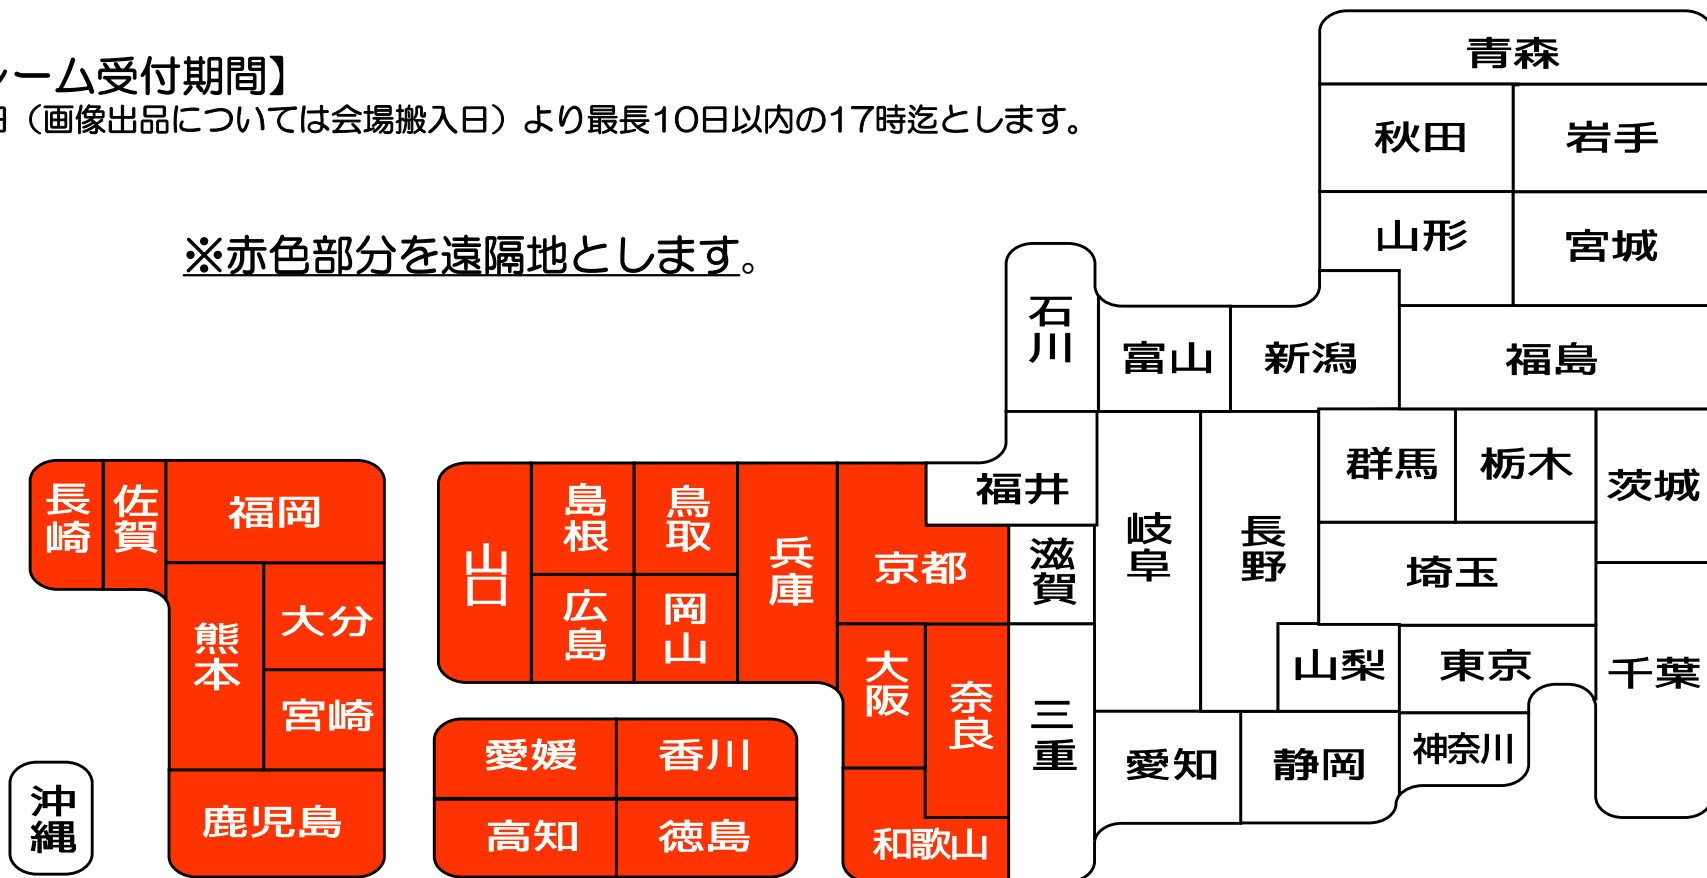 ーム受付期間】
（画像出品については会場搬入日）より最長10日以内の17時迄とします。
※赤色部分を遠隔地とします。
青森
秋田 岩手
山形 宮城
石川
富山 新潟 福島
福井
群馬 栃木 茨城
滋賀
岐阜
長野
埼玉
山梨 東京 千葉
神奈川
三重
愛知 静岡
長崎
佐賀
福岡
熊本
大分
宮崎
鹿児島
沖縄
山口
島根
鳥取
広島
岡山
兵庫
京都
大阪
奈良
和歌山
愛媛 香川
高知 徳島